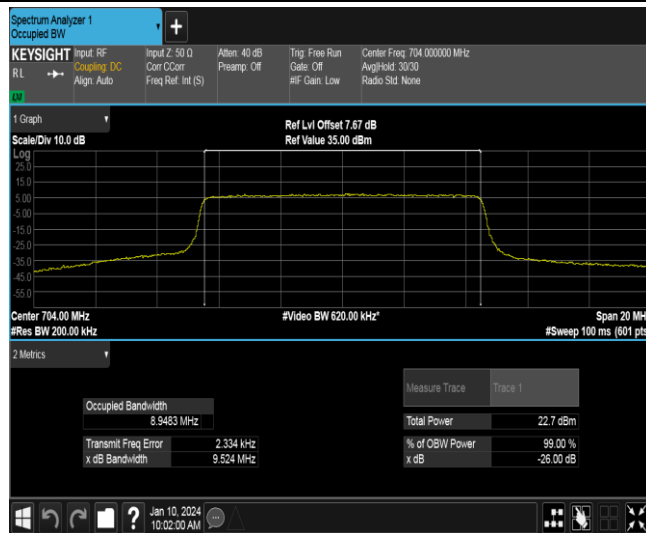 Spectrum Analyzer 1
Occupied BW
+
KEYSIGHT
RL
LXI
Input: RF
Coupling: DC
Align: Auto
Input Z: 50 Ω
Corr CCorr
Freq Ref: Int (S)
Atten: 40 dB
Preamp: Off
Trig: Free Run
Gate: Off
#IF Gain: Low
Center Freq: 704.000000 MHz
Avg|Hold: 30/30
Radio Std: None
1 Graph
Scale/Div 10.0 dB
Ref Lvl Offset 7.67 dB
Ref Value 35.00 dBm
Log
25.0
15.0
5.00
-5.00
-15.0
-25.0
-35.0
-45.0
-55.0
Center 704.00 MHz
#Video BW 620.00 kHz*
Span 20 MH
#Res BW 200.00 kHz
#Sweep 100 ms (601 pts
2 Metrics
Measure Trace Trace 1
Occupied Bandwidth
8.9483 MHz
Total Power 22.7 dBm
Transmit Freq Error 2.334 kHz
% of OBW Power 99.00 %
x dB Bandwidth 9.524 MHz
x dB -26.00 dB
?
Jan 10, 2024
10:02:00 AM